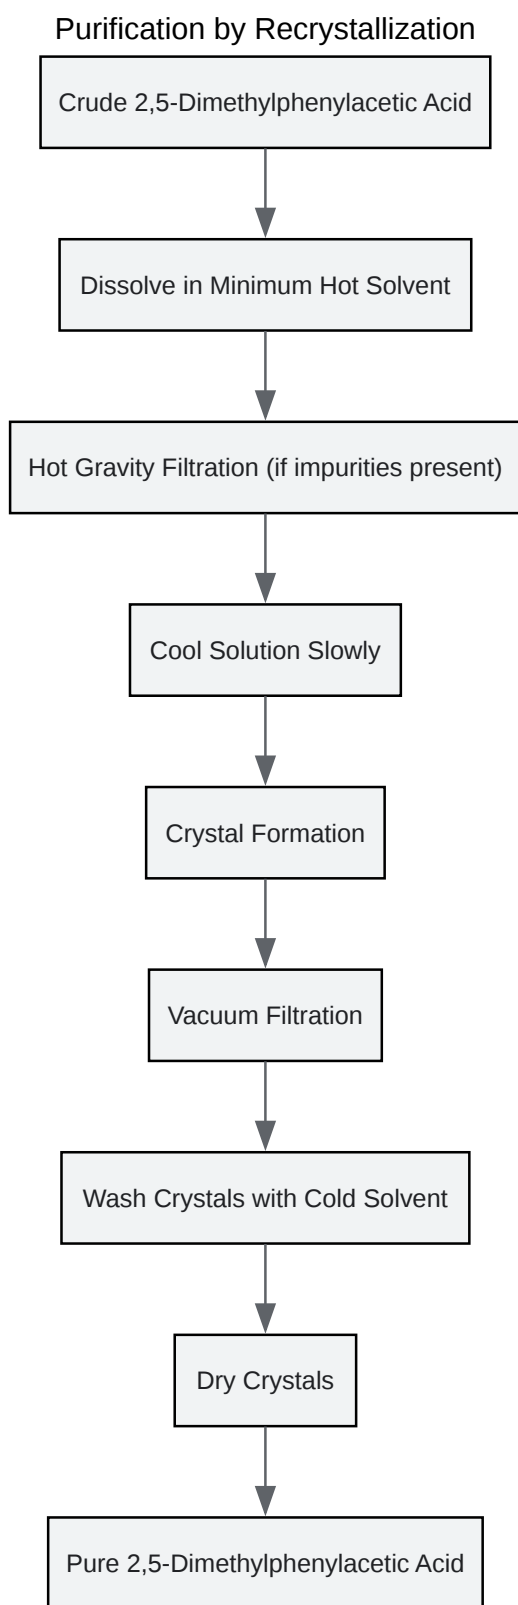 Purification by Recrystallization
Crude 2,5-Dimethylphenylacetic Acid
Dissolve in Minimum Hot Solvent
Hot Gravity Filtration (if impurities present)
Cool Solution Slowly
Crystal Formation
Vacuum Filtration
Wash Crystals with Cold Solvent
Dry Crystals
Pure 2,5-Dimethylphenylacetic Acid